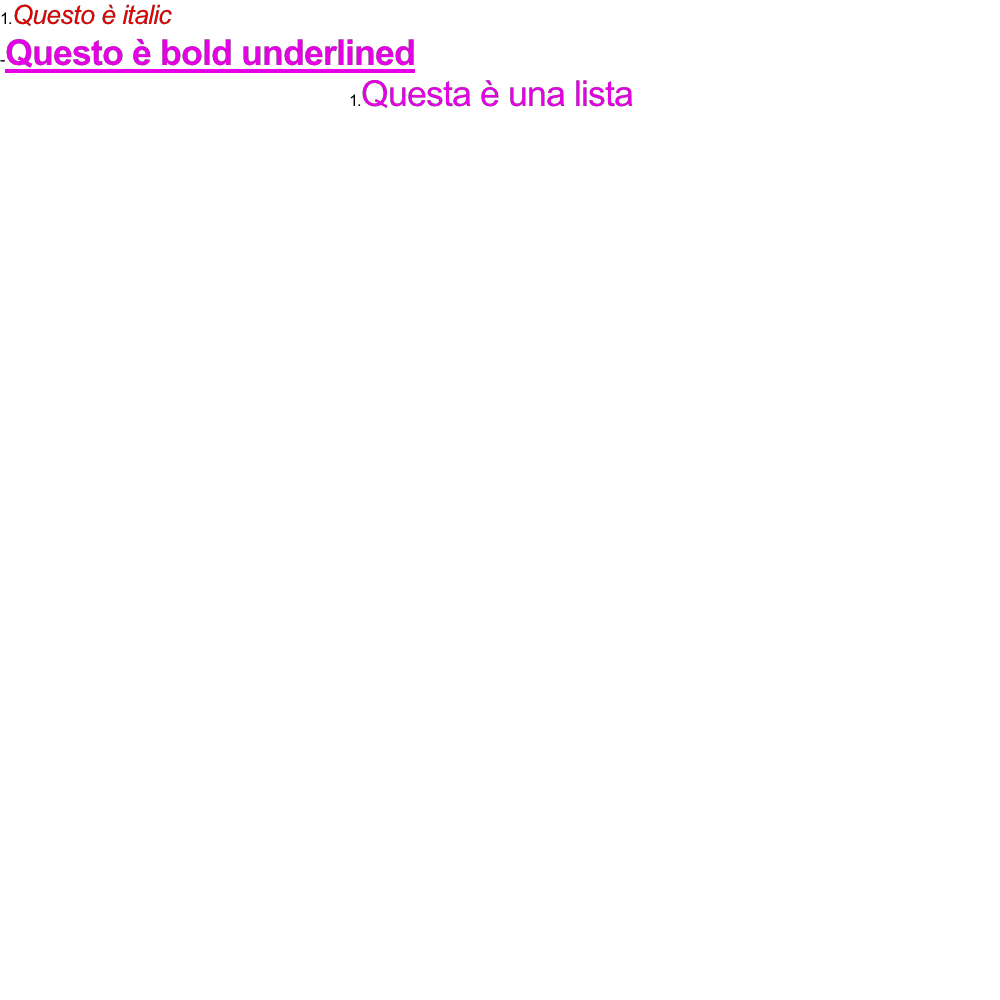 1.Questo è italic
-Questo è bold underlined
1.Questa è una lista